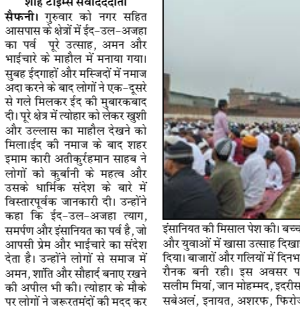 शाह टाइम्स संवाददाता
सैफनी। गुरुवार को नगर सहित
आसपास के क्षेत्रों में ईद-उल-अजहा
का पर्व पूरे उत्साह, अमन और
भाईचारे के माहौल में मनाया गया।
सुबह ईदगाहों और मस्जिदों में नमाज
अदा करने के बाद लोगों ने एक-दूसरे
से गले मिलकर ईद की मुबारकबाद
दी। पूरे क्षेत्र में त्योहार को लेकर खुशी
और उल्लास का माहौल देखने को
मिला।ईद की नमाज के बाद शहर
इमाम कारी अतीकुर्रहमान साहब ने
लोगों को कुर्बानी के महत्व और
उसके धार्मिक संदेश के बारे में
विस्तारपूर्वक जानकारी दी। उन्होंने
कहा कि ईद-उल-अजहा त्याग,
समर्पण और इंसानियत का पर्व है, जो
आपसी प्रेम और भाईचारे का संदेश
देता है। उन्होंने लोगों से समाज में
अमन, शांति और सौहार्द बनाए रखने
की अपील भी की। त्योहार के मौके
पर लोगों ने जरूरतमंदों की मदद कर
इंसानियत की मिसाल पेश की। बच्च
और युवाओं में खासा उत्साह दिखा
दिया। बाजारों और गलियों में दिनभ
रौनक बनी रही। इस अवसर प
सलीम मियां, जान मोहम्मद, इदरीस
सबेअलं, इनायत, अशरफ, फिरोज